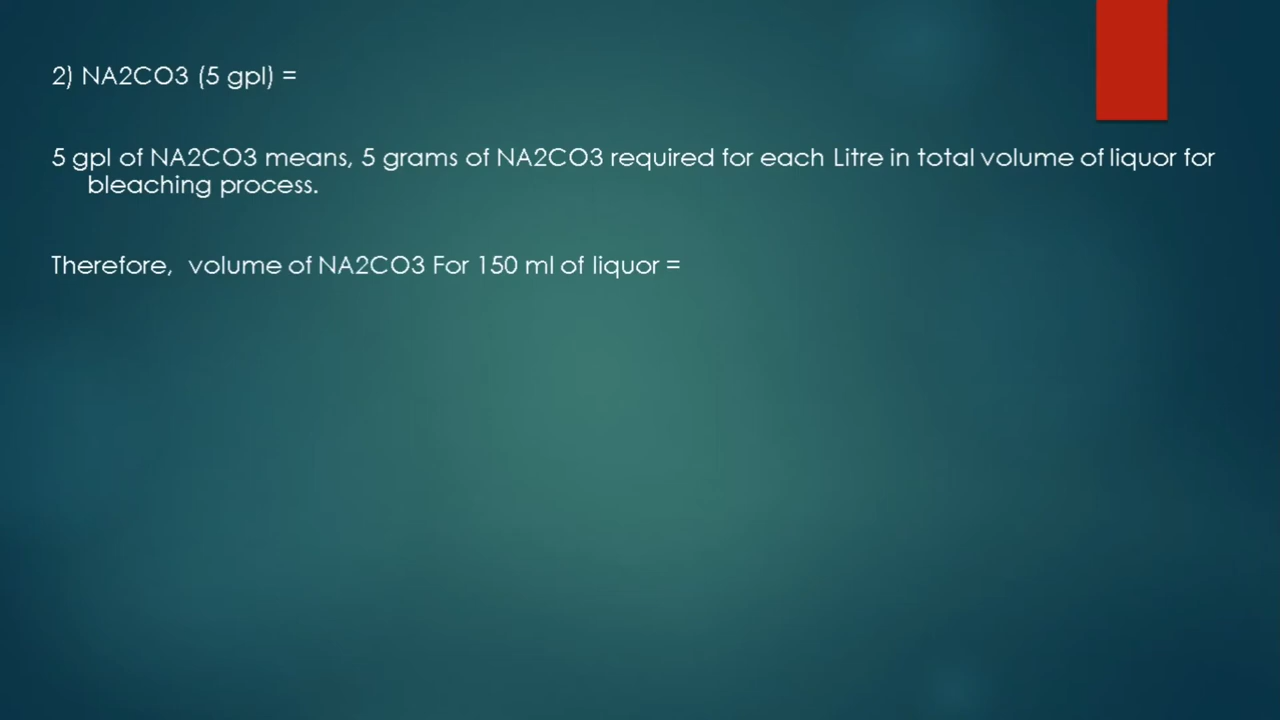 2) NA2CO3 (5 gpl) =
5 gpl of NA2CO3 means, 5 grams of NA2CO3 required for each Litre in total volume of liquor for
bleaching process.
Therefore,  volume of NA2CO3 For 150 ml of liquor =